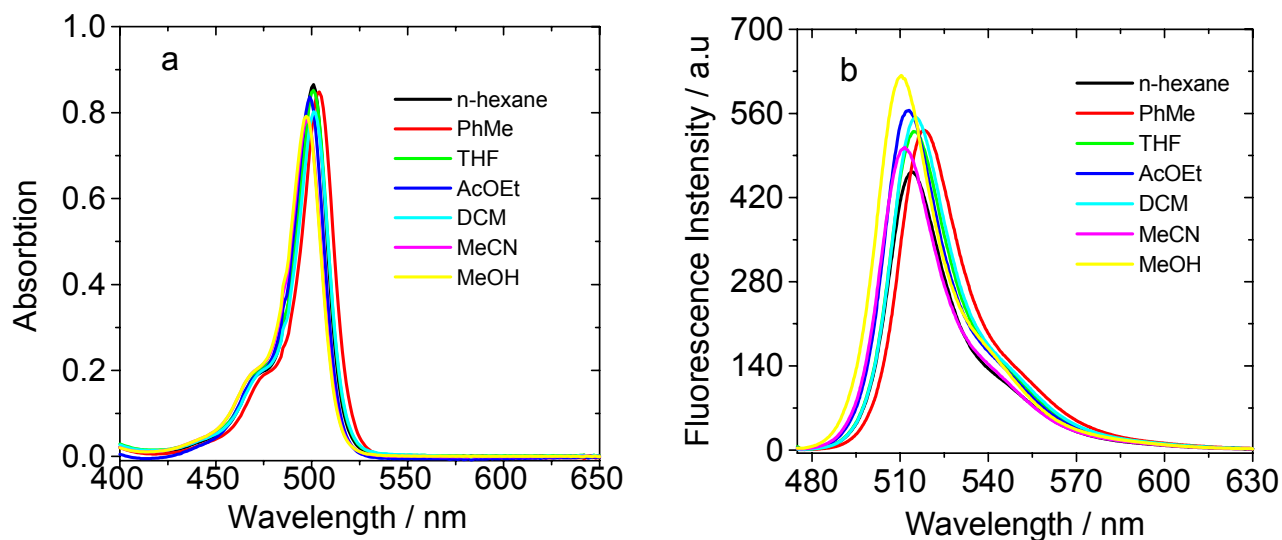 a
Absorbtion
1.0
0.8
0.6
0.4
0.2
0.0
400 450 500 550 600 650
Wavelength / nm
n-hexane
PhMe
THF
AcOEt
DCM
MeCN
MeOH
b
Fluorescence Instensity / a.u
700
560
420
280
140
0
480 510 540 570 600 630
Wavelength / nm
n-hexane
PhMe
THF
AcOEt
DCM
MeCN
MeOH